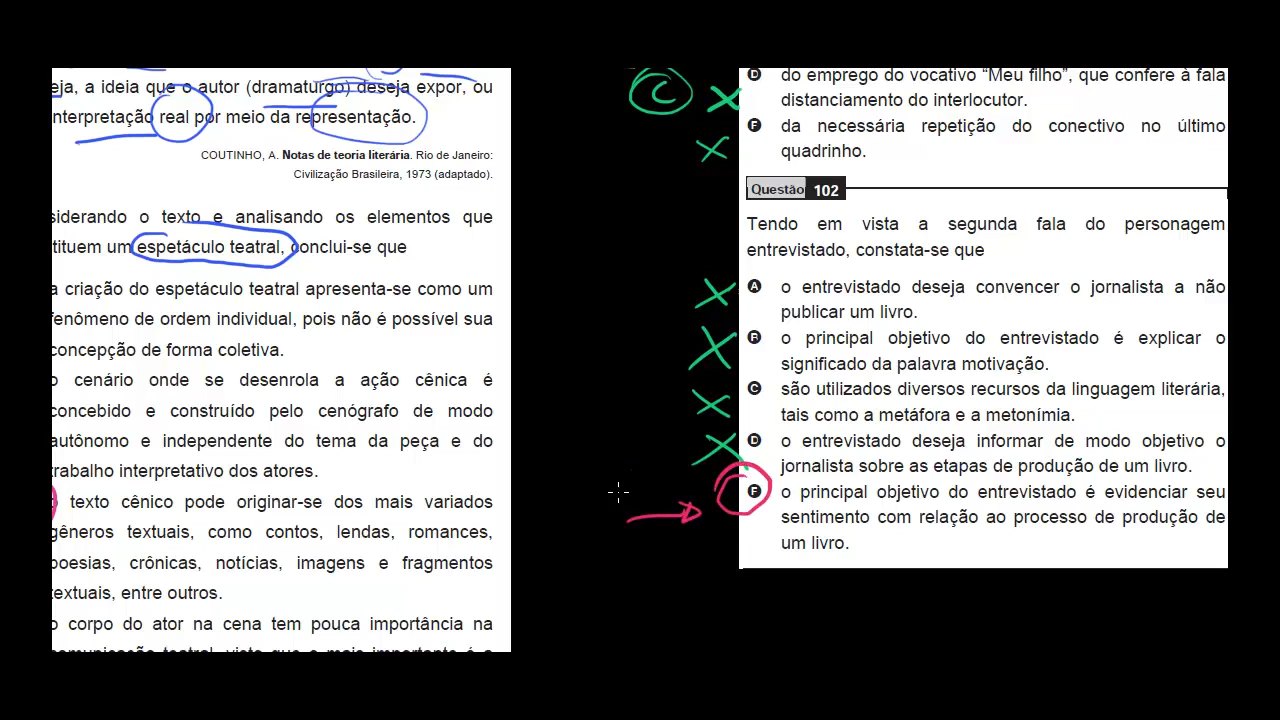 eja, a ideia que o autor (dramaturgo) deseja expor, ou
interpretação real por meio da representação.
COUTINHO, A. Notas de teoria literária. Rio de Janeiro:
Civilização Brasileira, 1973 (adaptado).
siderando o texto e analisando os elementos que
tituem um espetáculo teatral, conclui-se que
a criação do espetáculo teatral apresenta-se como um
fenômeno de ordem individual, pois não é possível sua
concepção de forma coletiva.
o cenário onde se desenrola a ação cênica é
concebido e construído pelo cenógrafo de modo
autônomo e independente do tema da peça e do
trabalho interpretativo dos atores.
texto cênico pode originar-se dos mais variados
gêneros textuais, como contos, lendas, romances,
poesias, crônicas, notícias, imagens e fragmentos
textuais, entre outros.
o corpo do ator na cena tem pouca importância na
C
D do emprego do vocativo “Meu filho”, que confere à fala
distanciamento do interlocutor.
E da necessária repetição do conectivo no último
quadrinho.
Questão 102
Tendo em vista a segunda fala do personagem
entrevistado, constata-se que
A o entrevistado deseja convencer o jornalista a não
publicar um livro.
B o principal objetivo do entrevistado é explicar o
significado da palavra motivação.
C são utilizados diversos recursos da linguagem literária,
tais como a metáfora e a metonímia.
D o entrevistado deseja informar de modo objetivo o
jornalista sobre as etapas de produção de um livro.
E o principal objetivo do entrevistado é evidenciar seu
sentimento com relação ao processo de produção de
um livro.